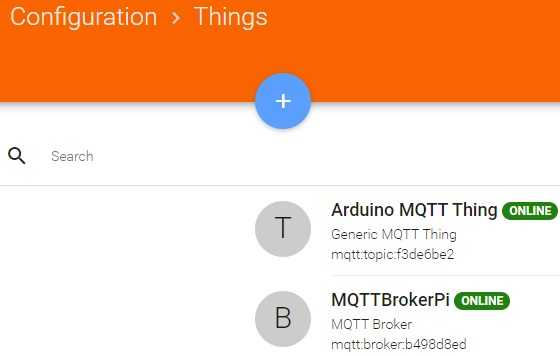 Configuration > Things
+
Search
T
Arduino MQTT Thing ONLINE
Generic MQTT Thing
mqtt:topic:f3de6be2
B
MQTTBrokerPi ONLINE
MQTT Broker
mqtt:broker:b498d8ed